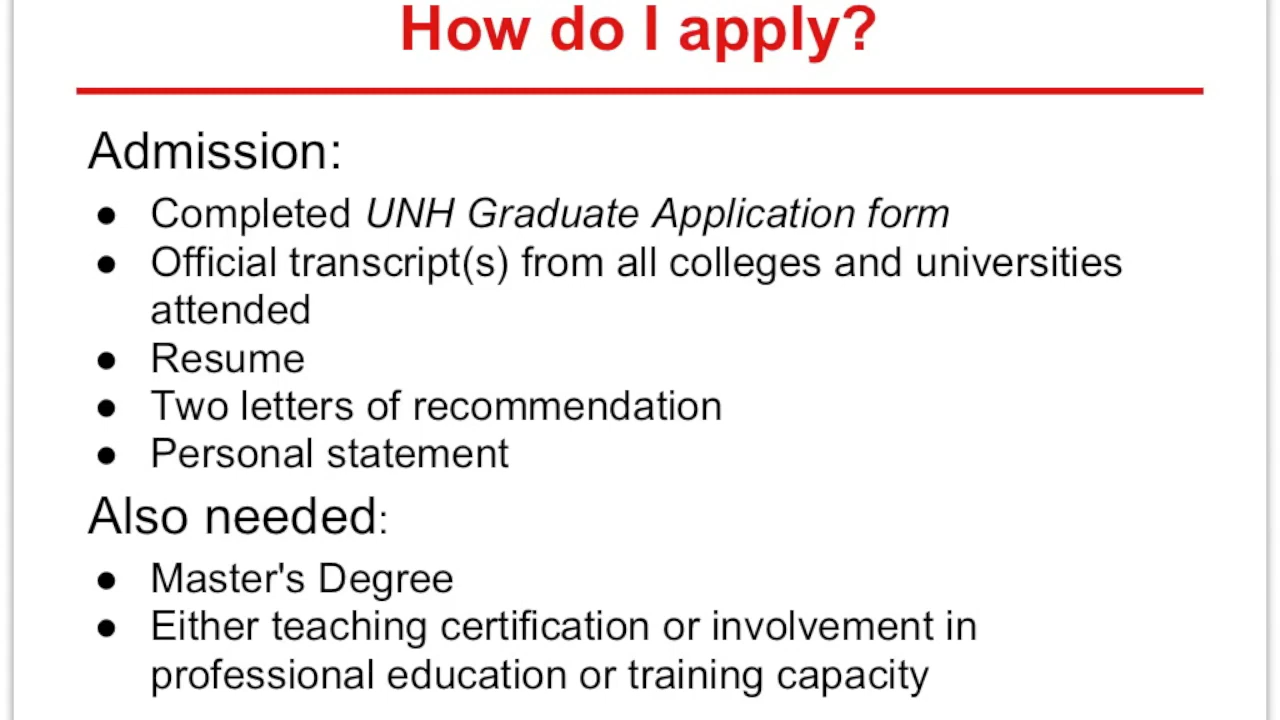 How do I apply?
Admission:
● Completed UNH Graduate Application form
● Official transcript(s) from all colleges and universities
attended
● Resume
● Two letters of recommendation
● Personal statement
Also needed:
● Master's Degree
● Either teaching certification or involvement in
professional education or training capacity